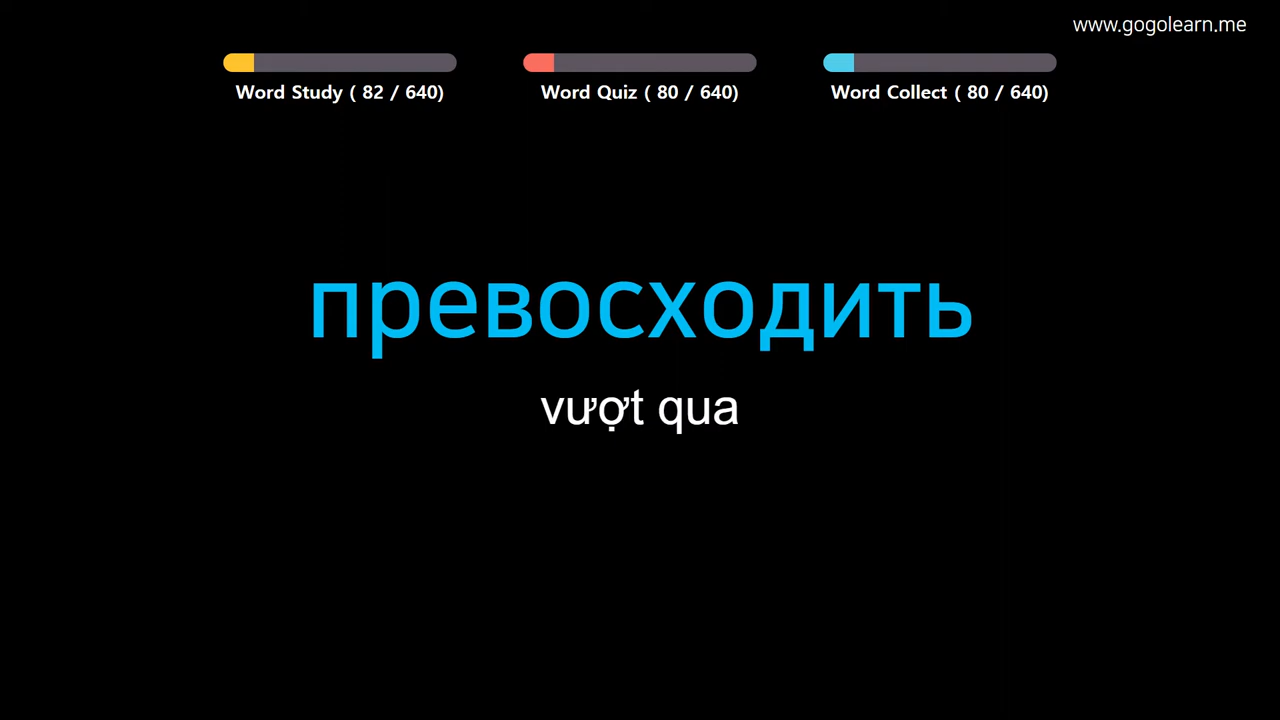 www.gogolearn.me
Word Study ( 82 / 640)
Word Quiz ( 80 / 640)
Word Collect ( 80 / 640)
превосходить
vượt qua